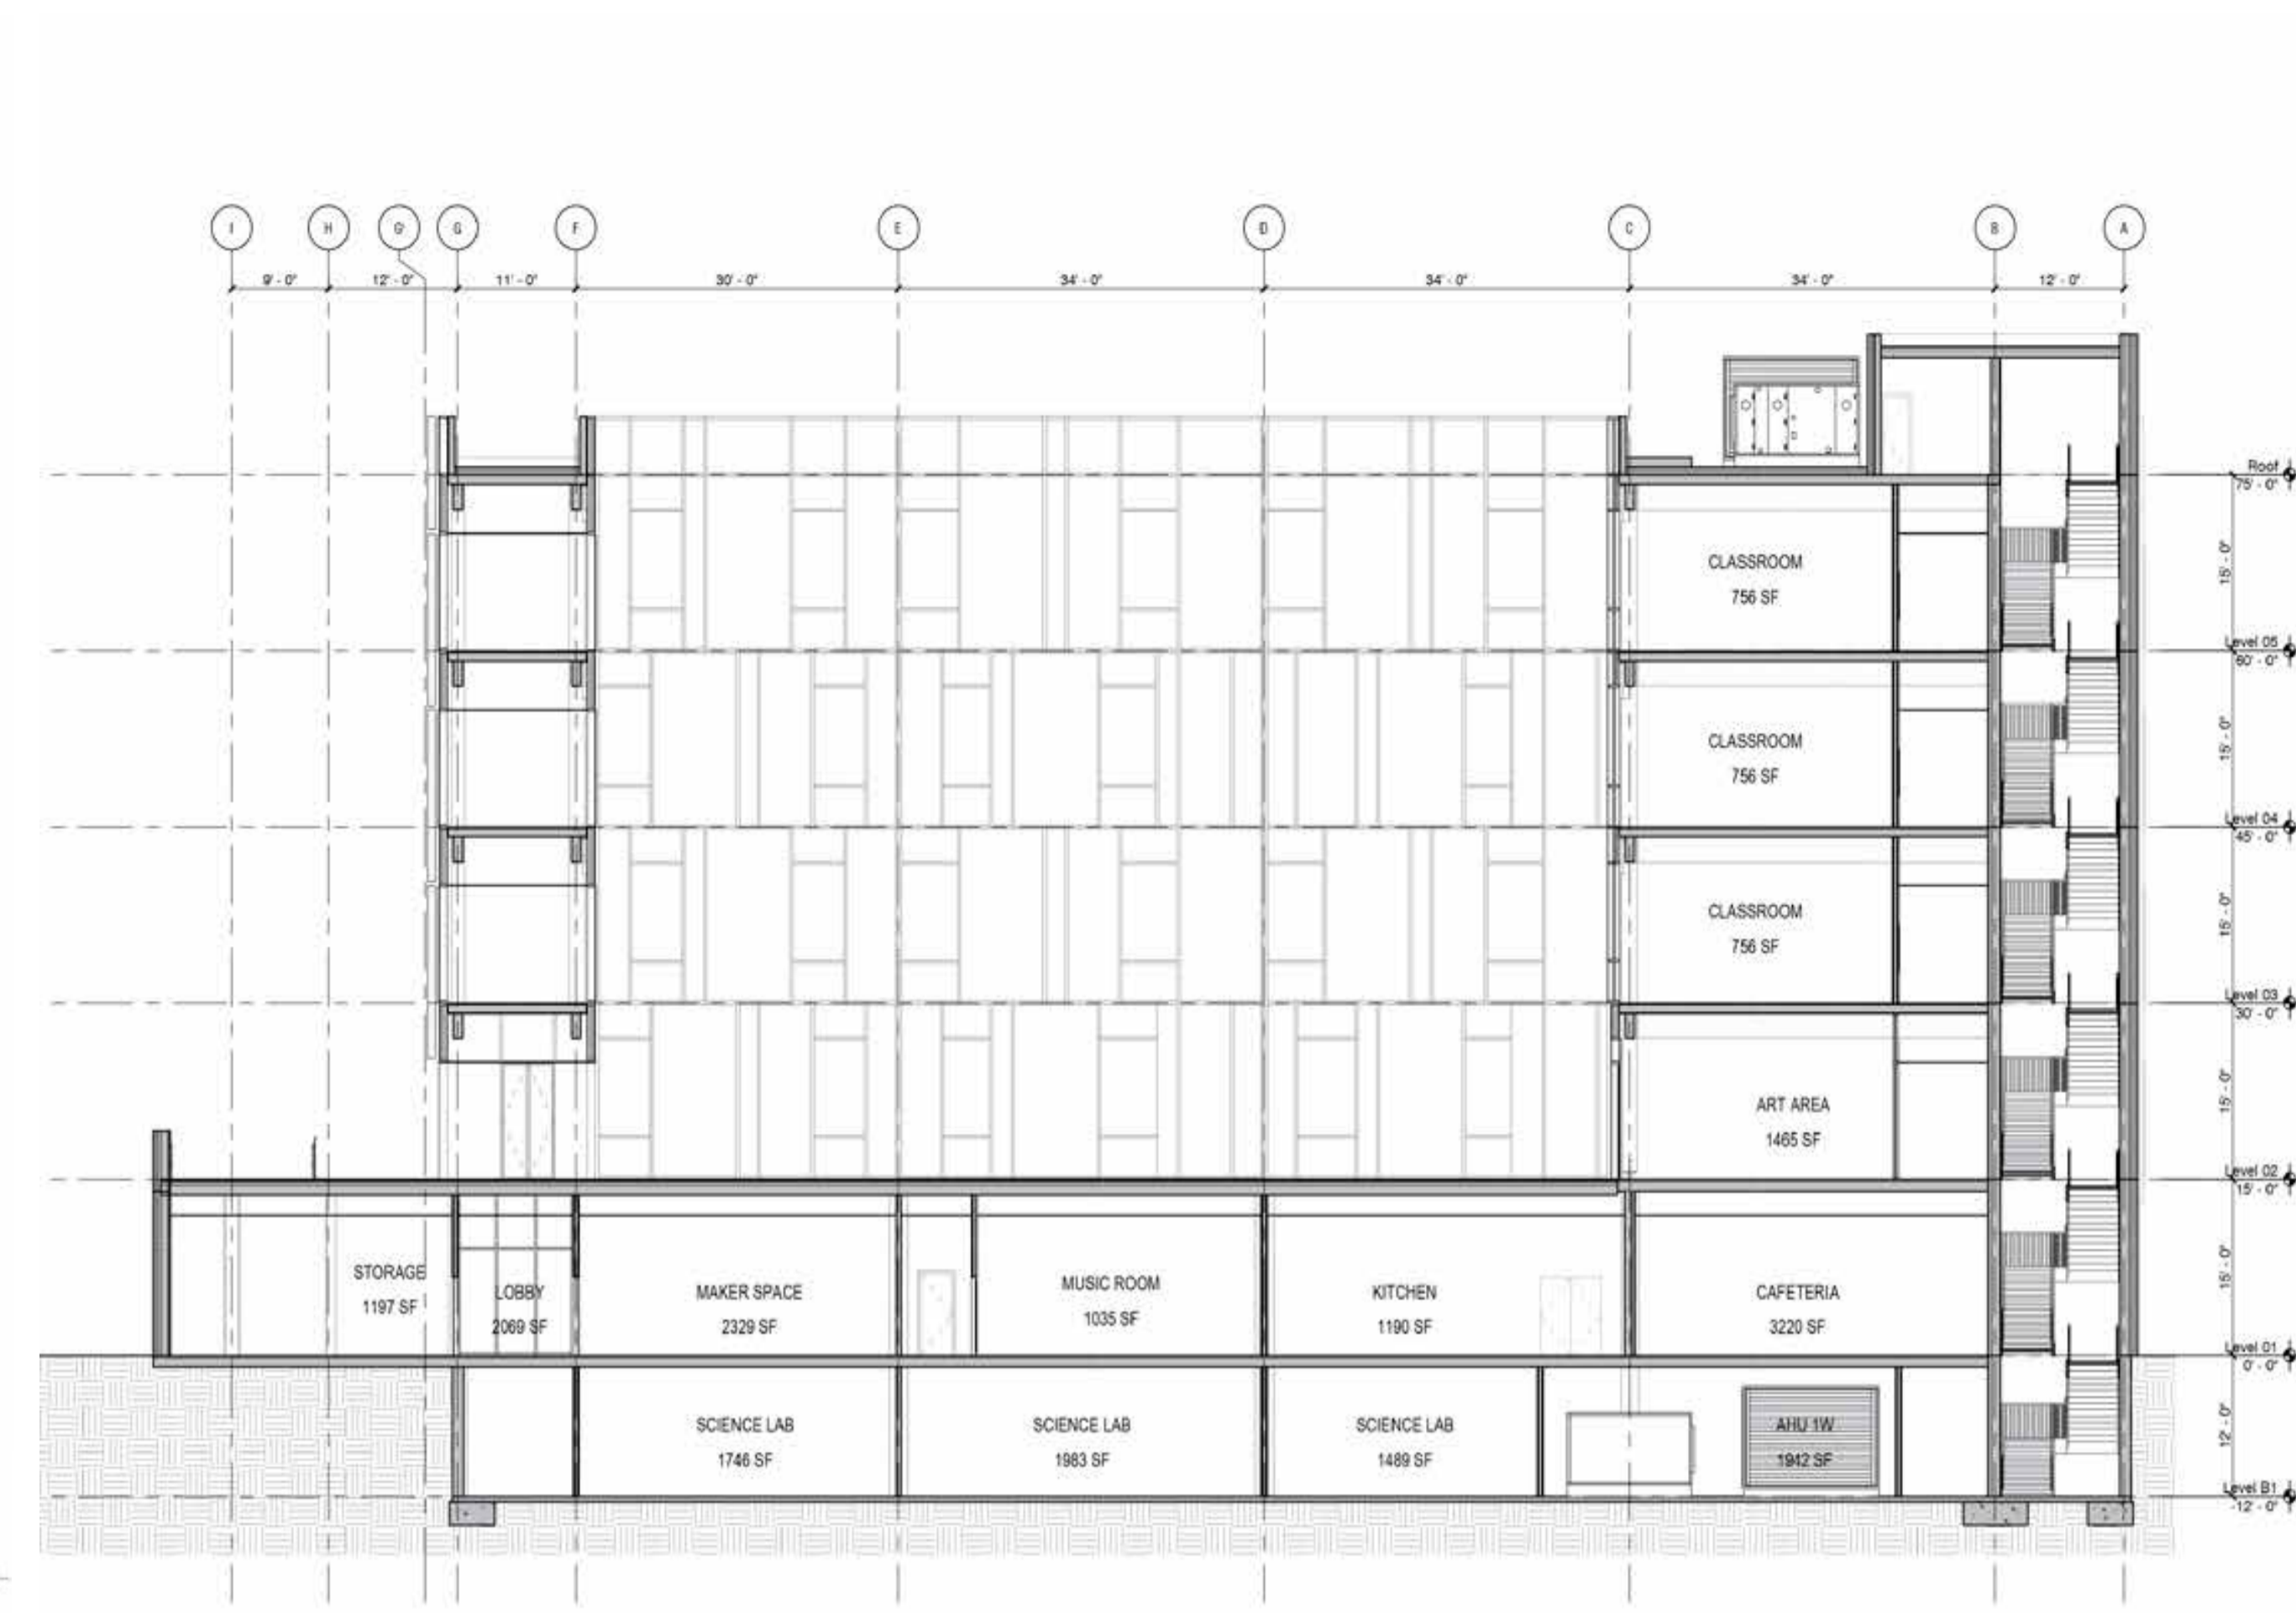 I
H
G'
G
F
E
D
C
B
A
9' - 0"
12' - 0"
11' - 0"
30' - 0"
34' - 0"
34' - 0"
34' - 0"
12' - 0"
Roof
75' - 0"
15' - 0"
CLASSROOM
756 SF
Level 05
60' - 0"
15' - 0"
CLASSROOM
756 SF
Level 04
45' - 0"
15' - 0"
CLASSROOM
756 SF
Level 03
30' - 0"
15' - 0"
ART AREA
1465 SF
Level 02
15' - 0"
15' - 0"
STORAGE
1197 SF
LOBBY
2069 SF
MAKER SPACE
2329 SF
MUSIC ROOM
1035 SF
KITCHEN
1190 SF
CAFETERIA
3220 SF
Level 01
0' - 0"
12' - 0"
SCIENCE LAB
1746 SF
SCIENCE LAB
1983 SF
SCIENCE LAB
1489 SF
AHU 1W
1942 SF
Level B1
-12' - 0"